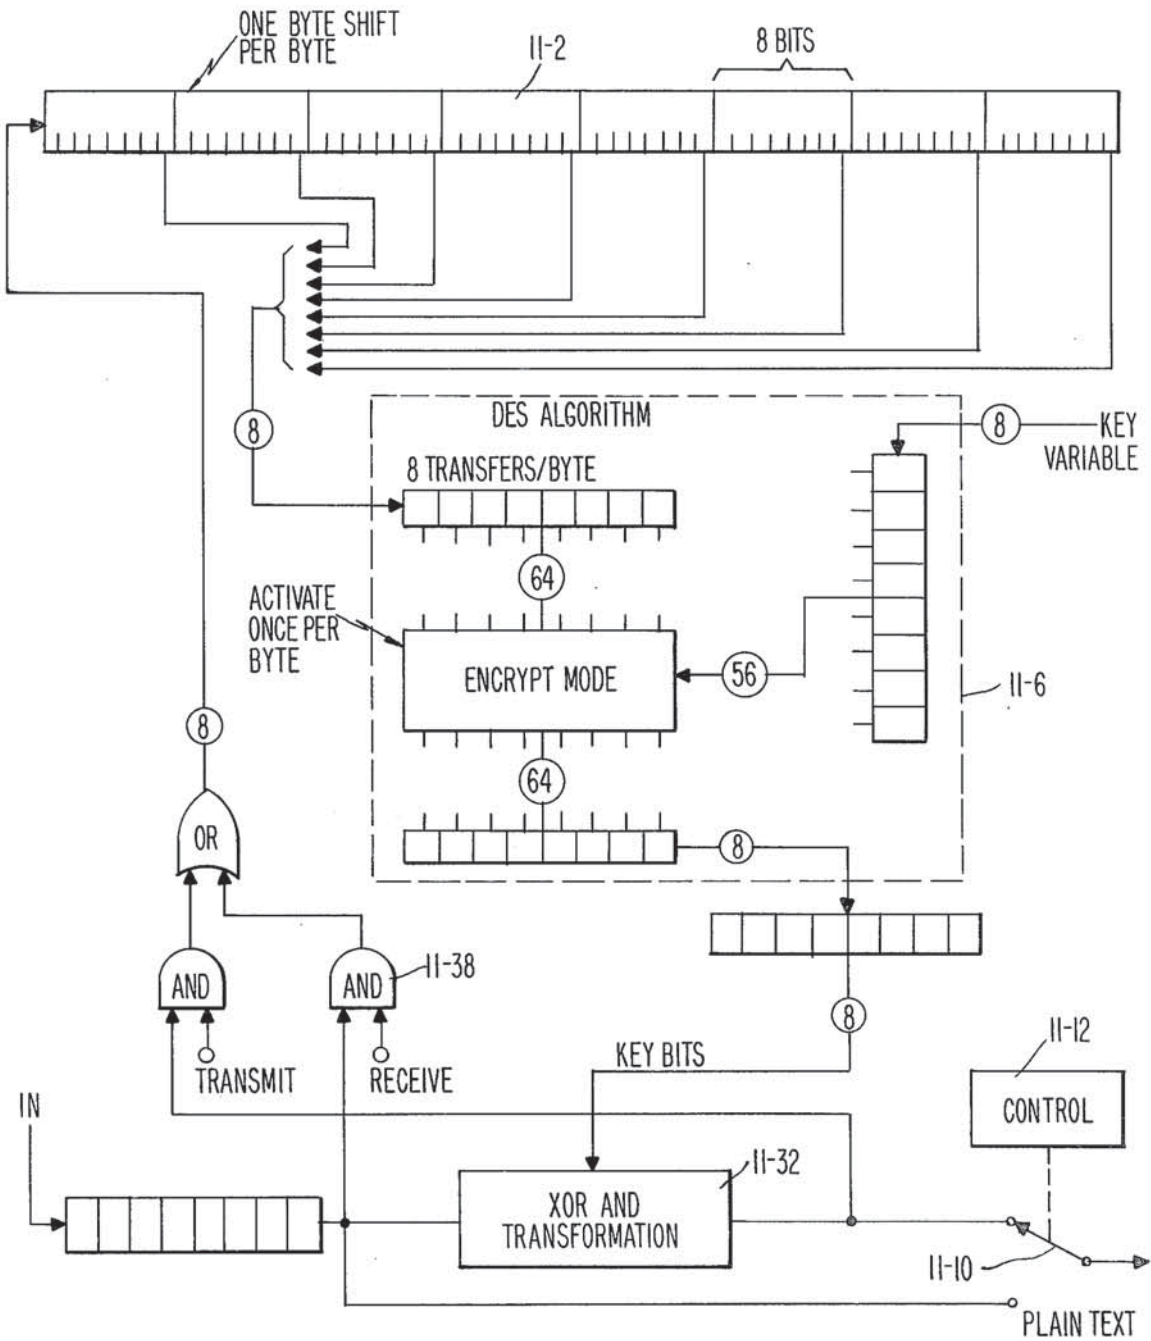 ONE BYTE SHIFT
PER BYTE
11-2
8 BITS
DES ALGORITHM
8
8
KEY
VARIABLE
8 TRANSFERS/BYTE
64
ACTIVATE
ONCE PER
BYTE
ENCRYPT MODE
56
11-6
8
64
OR
8
AND
AND
11-38
8
TRANSMIT
RECEIVE
KEY BITS
11-12
CONTROL
IN
11-32
XOR AND
TRANSFORMATION
11-10
PLAIN TEXT